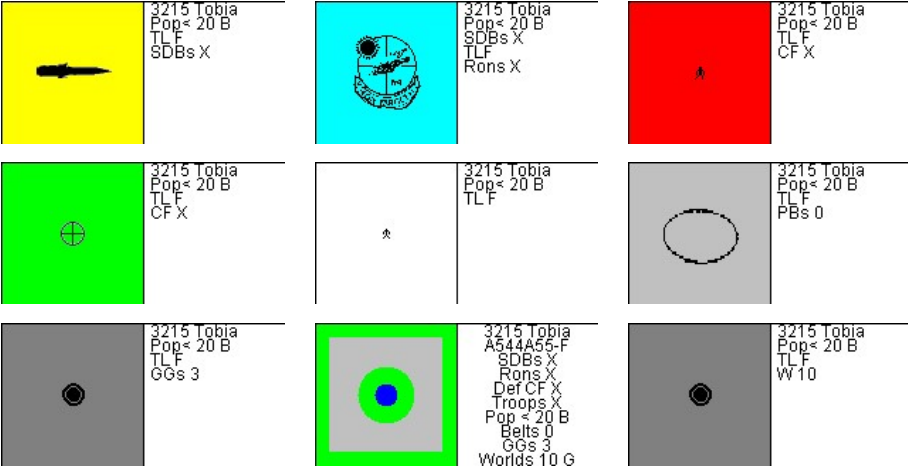 3215 Tobia
Pop< 20 B
TL F
SDBs X
3215 Tobia
Pop< 20 B
SDBs X
TLF
Rons X
3215 Tobia
Pop< 20 B
TL F
CF X
3215 Tobia
Pop< 20 B
TL F
CF X
3215 Tobia
Pop< 20 B
TL F
3215 Tobia
Pop< 20 B
TL F
PBs 0
3215 Tobia
Pop< 20 B
TL F
GGs 3
3215 Tobia
A544A55-F
SDBs X
Rons X
Def CF X
Troops X
Pop < 20 B
Belts 0
GGs 3
Worlds 10 G
3215 Tobia
Pop< 20 B
TL F
W 10